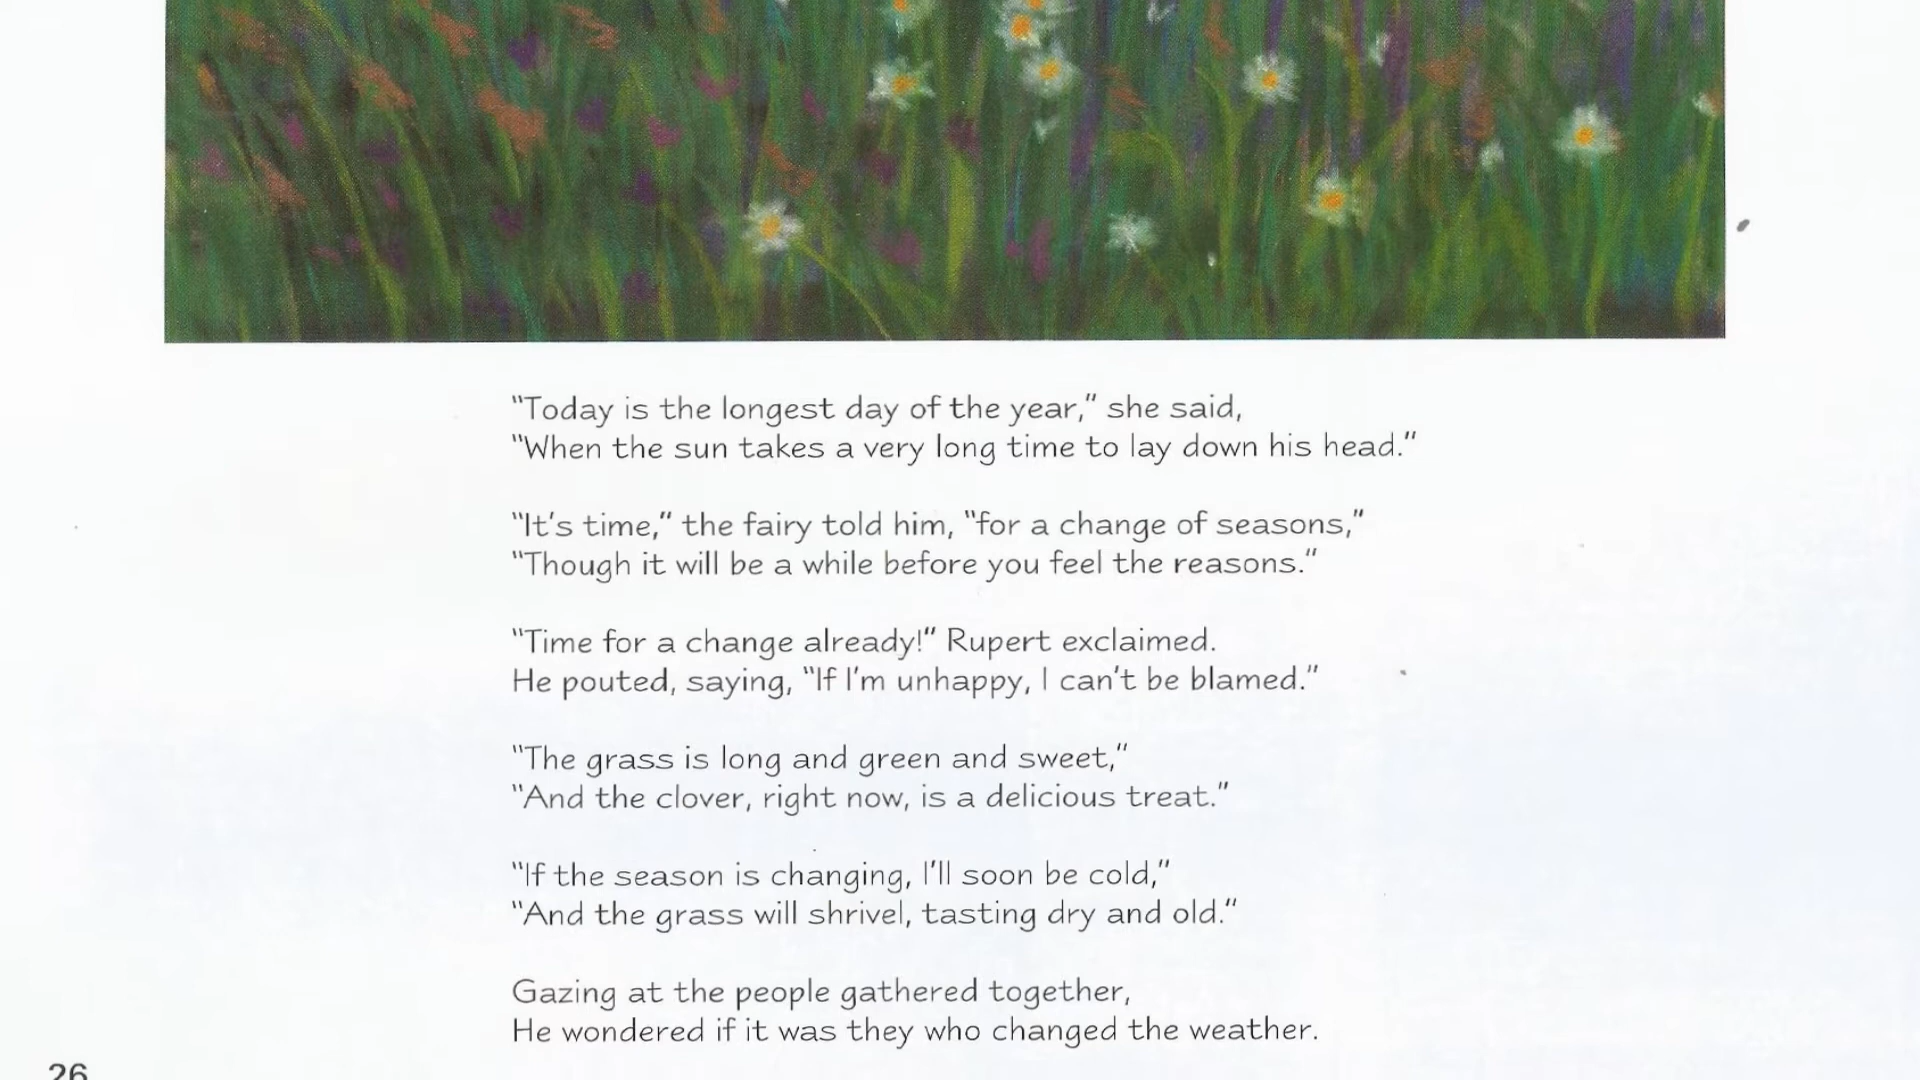 "Today is the longest day of the year," she said,
"When the sun takes a very long time to lay down his head."
"It's time," the fairy told him, "for a change of seasons,"
"Though it will be a while before you feel the reasons."
"Time for a change already!" Rupert exclaimed.
He pouted, saying, "If I'm unhappy, I can't be blamed."
"The grass is long and green and sweet,"
"And the clover, right now, is a delicious treat."
"If the season is changing, I'll soon be cold,"
"And the grass will shrivel, tasting dry and old."
Gazing at the people gathered together,
He wondered if it was they who changed the weather.
26